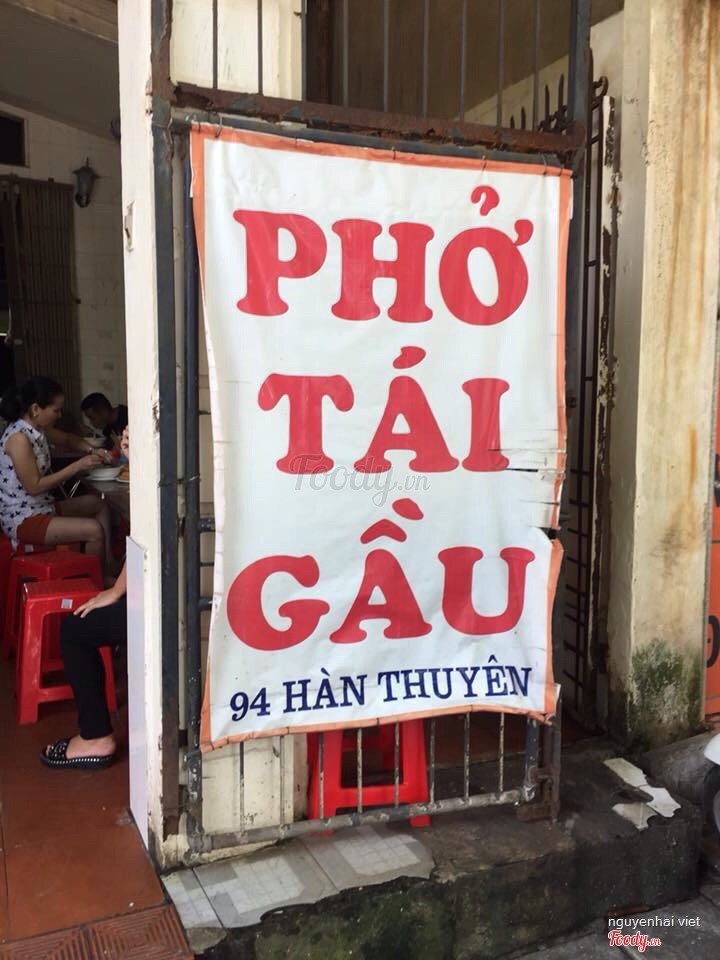 PHỞ
TÁI
Foody.vn
GẦU
94 HÀN THUYÊN
nguyenhai viet
Foody.vn